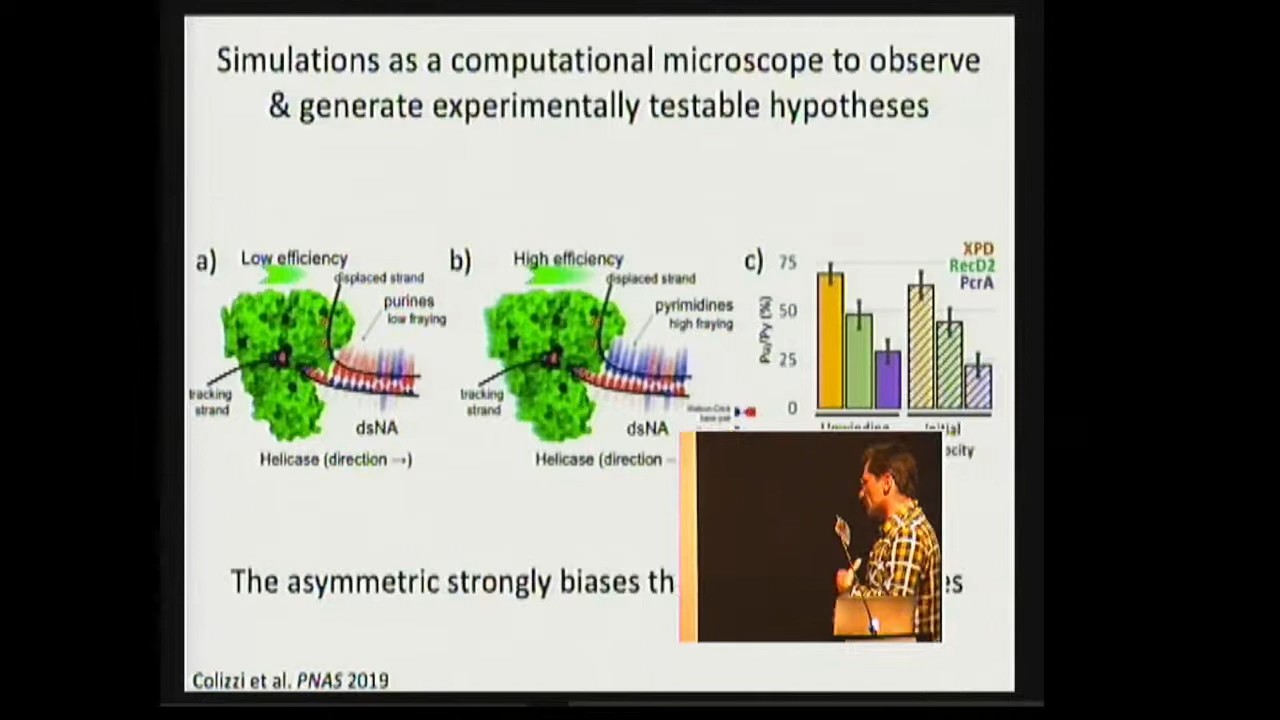 Simulations as a computational microscope to observe
& generate experimentally testable hypotheses
a)
Low efficiency
displaced strand
purines
low fraying
tracking
strand
dsNA
Helicase (direction →)
b)
High efficiency
displaced strand
pyrimidines
high fraying
tracking
strand
dsNA
Helicase (direction
c)
XPD
RecD2
PcrA
Pu/Py (%)
75
50
25
0
Unwinding
Initial
The asymmetric strongly biases th
Colizzi et al. PNAS 2019